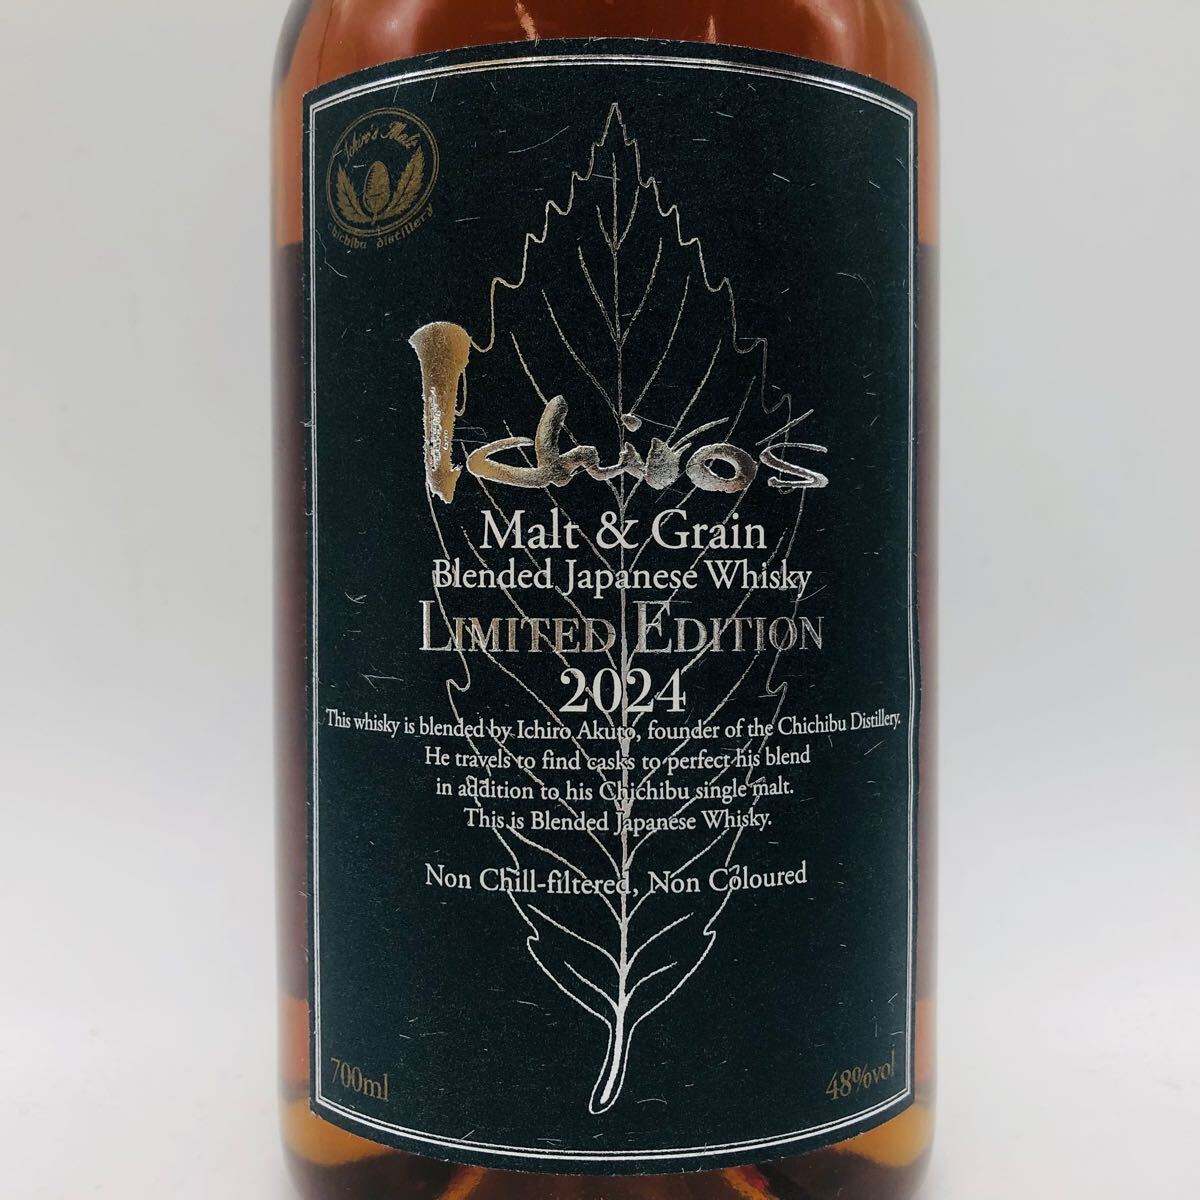 Ichiro's Malt
chichibu distillery
Ichiro's
Malt & Grain
Blended Japanese Whisky
LIMITED EDITION
2024
This whisky is blended by Ichiro Akuto, founder of the Chichibu Distillery.
He travels to find casks to perfect his blend
in addition to his Chichibu single malt.
This is Blended Japanese Whisky.
Non Chill-filtered, Non Coloured
700ml
48%vol